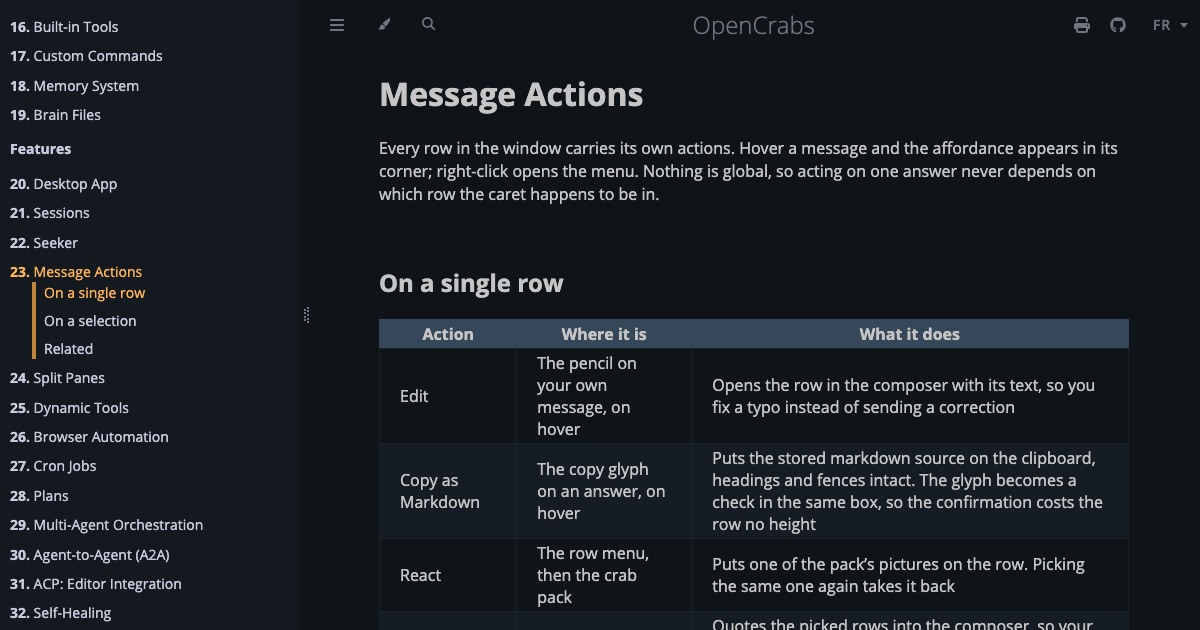 16. Built-in Tools
17. Custom Commands
18. Memory System
19. Brain Files
Features
20. Desktop App
21. Sessions
22. Seeker
23. Message Actions
On a single row
On a selection
Related
24. Split Panes
25. Dynamic Tools
26. Browser Automation
27. Cron Jobs
28. Plans
29. Multi-Agent Orchestration
30. Agent-to-Agent (A2A)
31. ACP: Editor Integration
32. Self-Healing
OpenCrabs
FR
Message Actions
Every row in the window carries its own actions. Hover a message and the affordance appears in its
corner; right-click opens the menu. Nothing is global, so acting on one answer never depends on
which row the caret happens to be in.
On a single row
Action Where it is What it does
Edit
The pencil on
your own
message, on
hover
Opens the row in the composer with its text, so you
fix a typo instead of sending a correction
Copy as
Markdown
The copy glyph
on an answer, on
hover
Puts the stored markdown source on the clipboard,
headings and fences intact. The glyph becomes a
check in the same box, so the confirmation costs the
row no height
React
The row menu,
then the crab
pack
Puts one of the pack’s pictures on the row. Picking
the same one again takes it back
Quotes the picked rows into the composer, so your